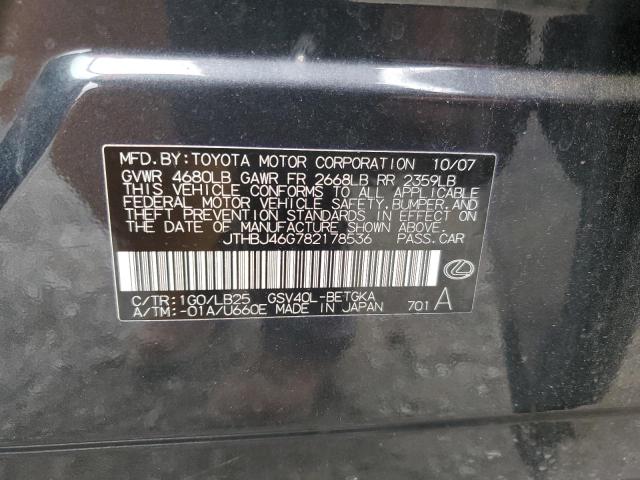 MFD.BY:TOYOTA MOTOR CORPORATION 10/07
GVWR 4680LB GAWR FR 2668LB RR 2359LB
THIS VEHICLE CONFORMS TO ALL APPLICABLE
FEDERAL MOTOR VEHICLE SAFETY,BUMPER,AND
THEFT PREVENTION STANDARDS IN EFFECT ON
THE DATE OF MANUFACTURE SHOWN ABOVE.
JTHBJ46G782178536 PASS.CAR
C/TR:1G0/LB25 GSV40L-BETGKA
A/TM:-01A/U660E MADE IN JAPAN 701 A